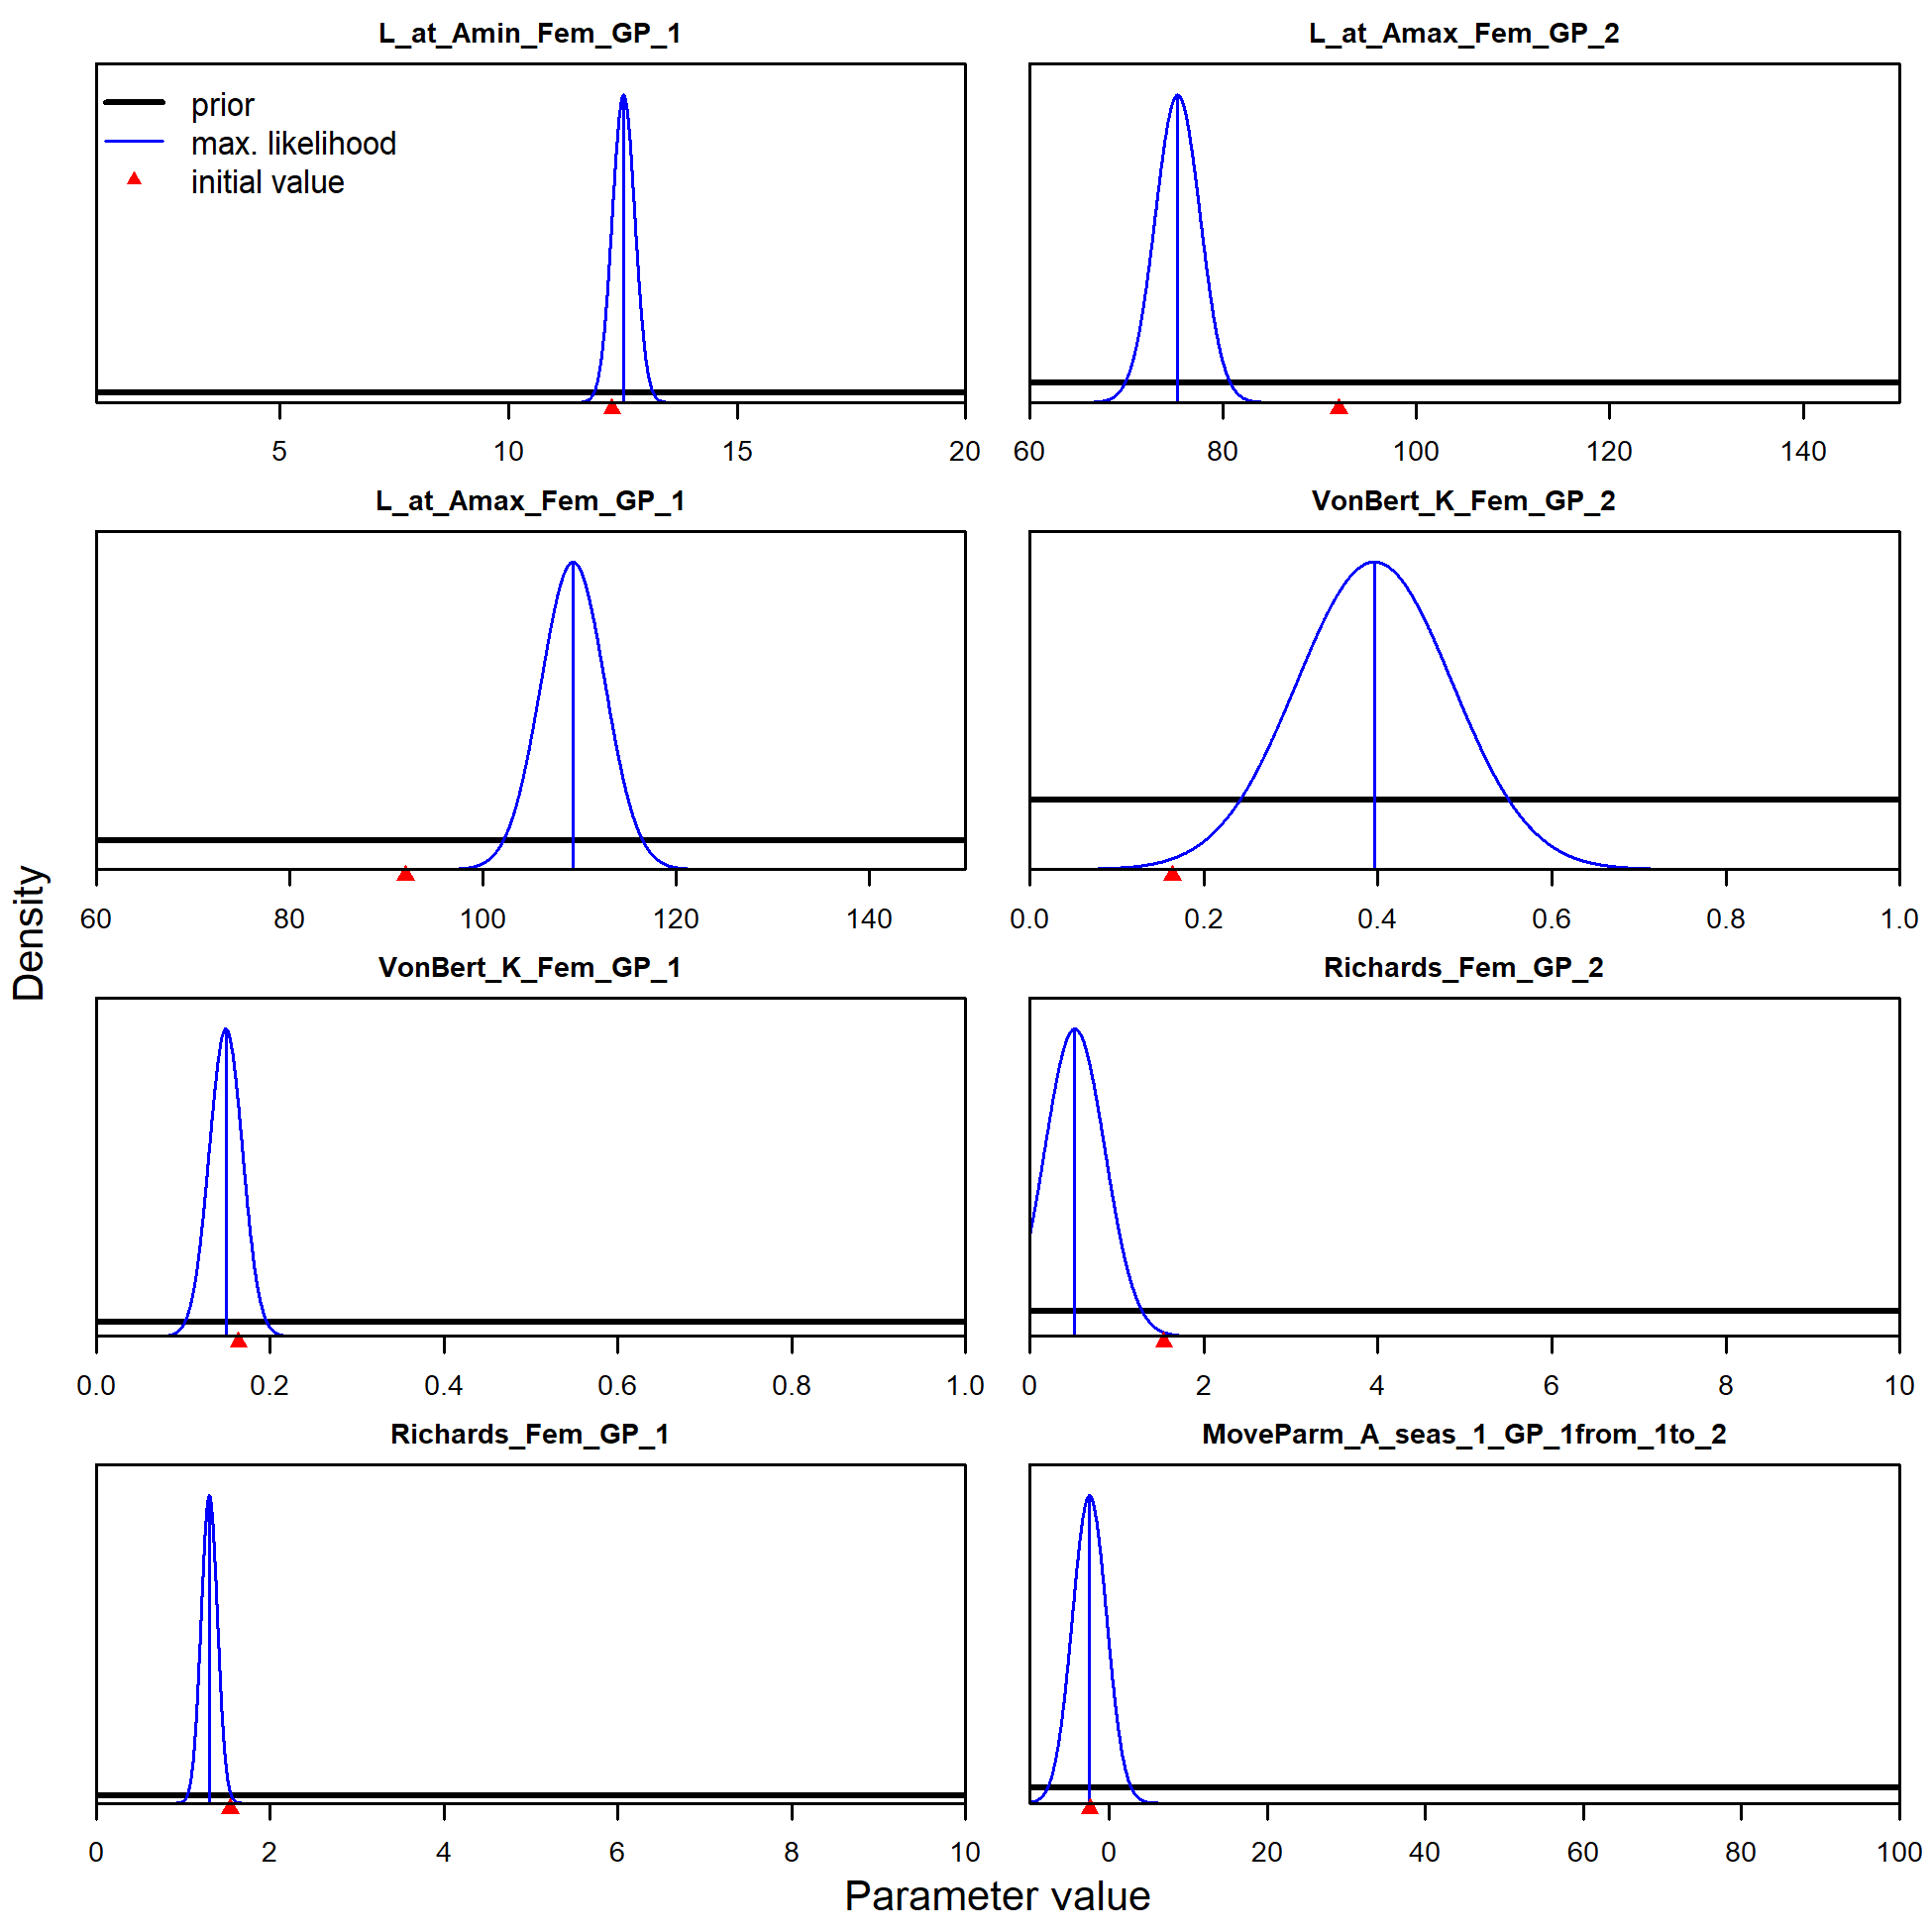 L_at_Amin_Fem_GP_1
prior
max. likelihood
initial value
5 10 15 20
L_at_Amax_Fem_GP_2
60 80 100 120 140
L_at_Amax_Fem_GP_1
60 80 100 120 140
VonBert_K_Fem_GP_2
0.0 0.2 0.4 0.6 0.8 1.0
VonBert_K_Fem_GP_1
0.0 0.2 0.4 0.6 0.8 1.0
Richards_Fem_GP_2
0 2 4 6 8 10
Richards_Fem_GP_1
0 2 4 6 8 10
MoveParm_A_seas_1_GP_1from_1to_2
0 20 40 60 80 100
Density
Parameter value